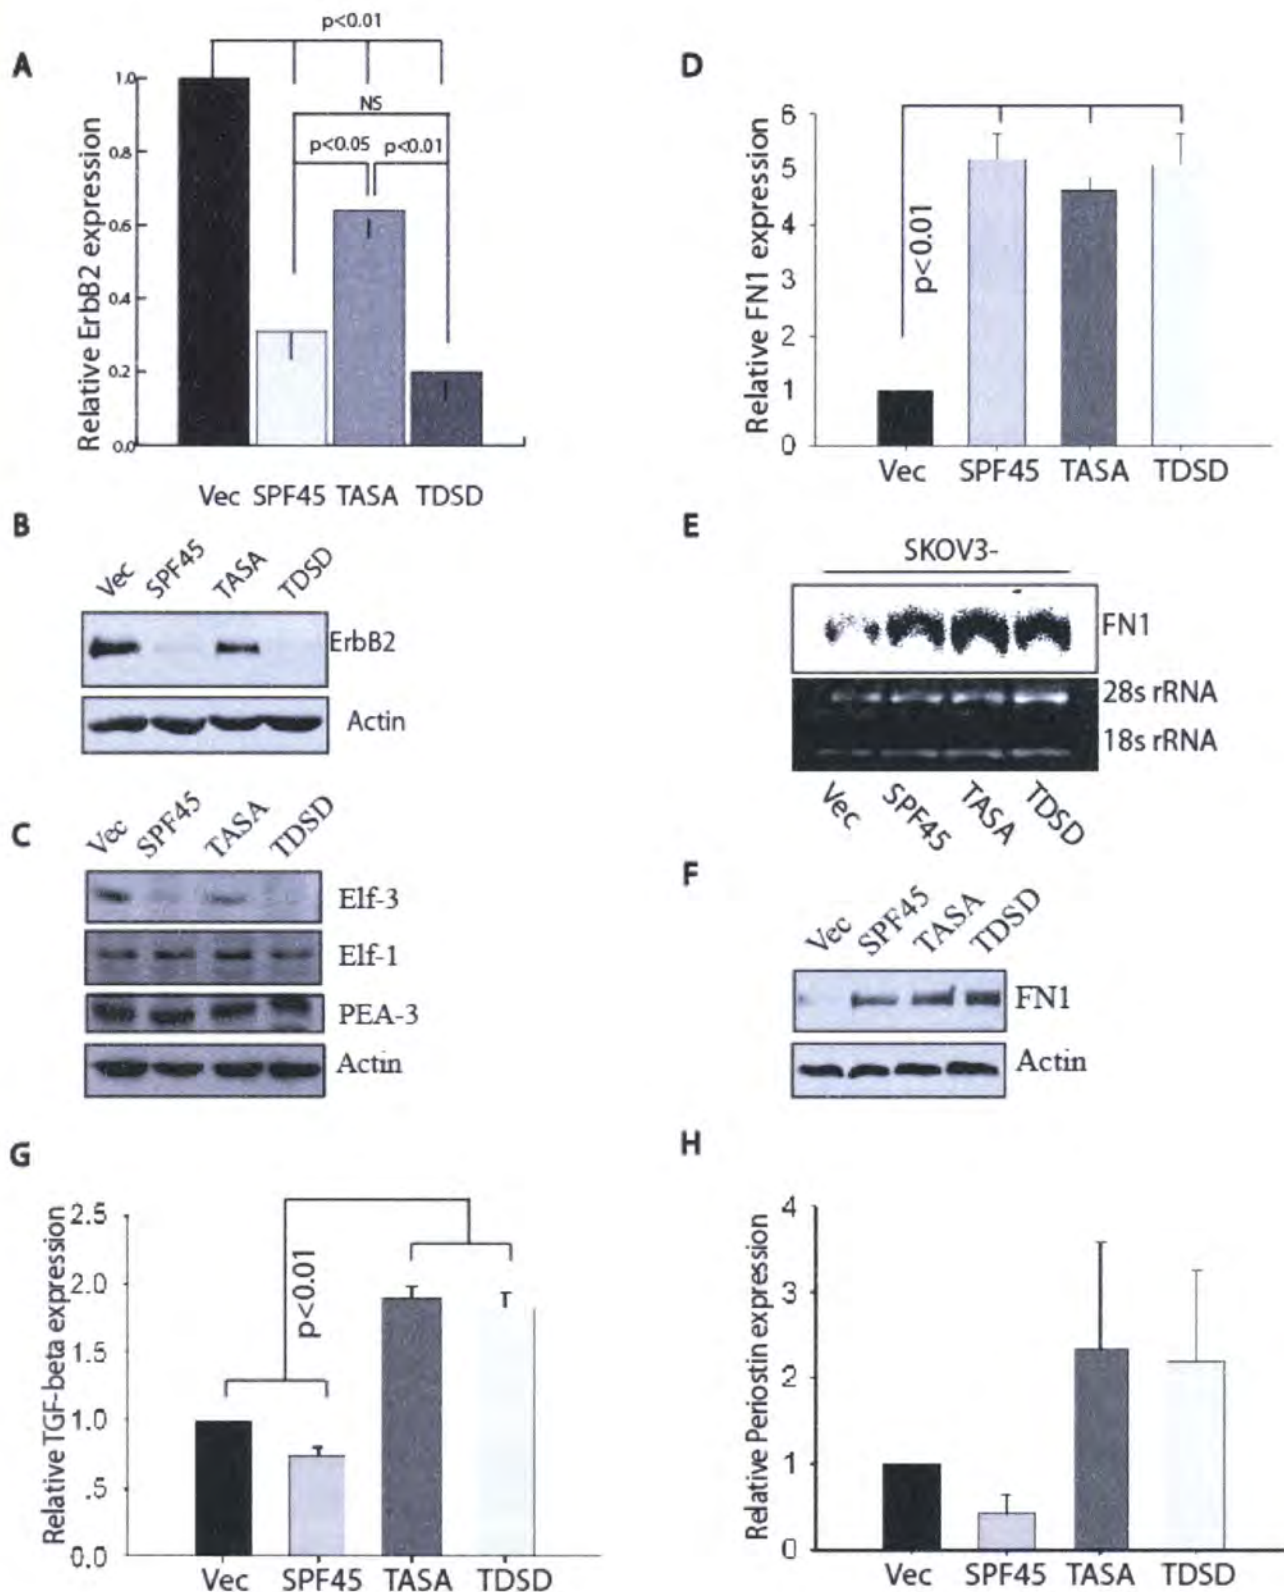 A
p<0.01
NS
p<0.05 p<0.01
1.0
0.8
0.6
0.4
0.2
0.0
Relative ErbB2 expression
Vec SPF45 TASA TDSD
B
Vec SPF45 TASA TDSD
ErbB2
Actin
C
Vec SPF45 TASA TDSD
Elf-3
Elf-1
PEA-3
Actin
D
6
5
4
3
2
1
0
Relative FN1 expression
p<0.01
Vec SPF45 TASA TDSD
E
SKOV3-
FN1
28s rRNA
18s rRNA
Vec SPF45 TASA TDSD
F
Vec SPF45 TASA TDSD
FN1
Actin
G
2.5
2.0
1.5
1.0
.5
0.0
Relative TGF-beta expression
p<0.01
Vec SPF45 TASA TDSD
H
4
3
2
1
0
Relative Periostin expression
Vec SPF45 TASA TDSD